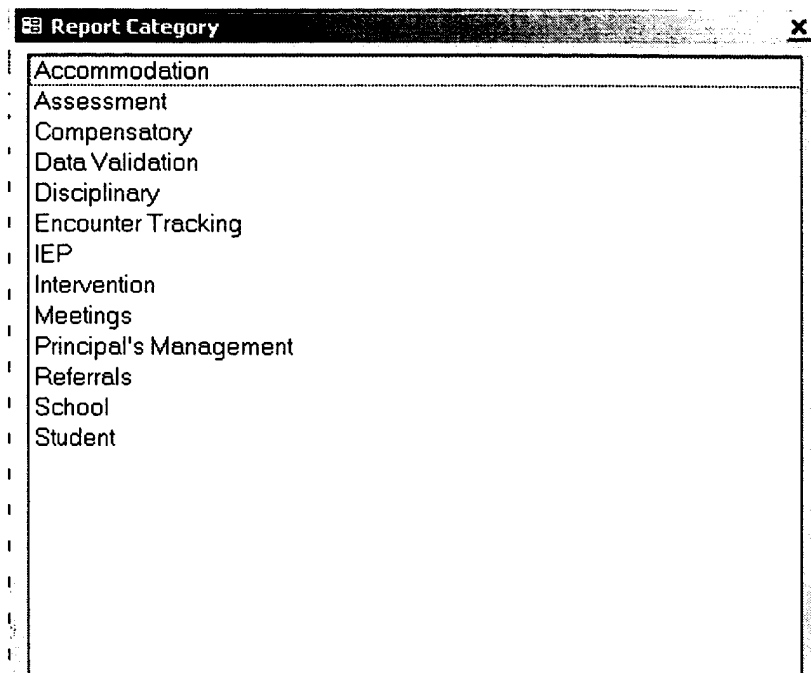 Report Category
Accommodation
Assessment
Compensatory
Data Validation
Disciplinary
Encounter Tracking
IEP
Intervention
Meetings
Principal's Management
Referrals
School
Student